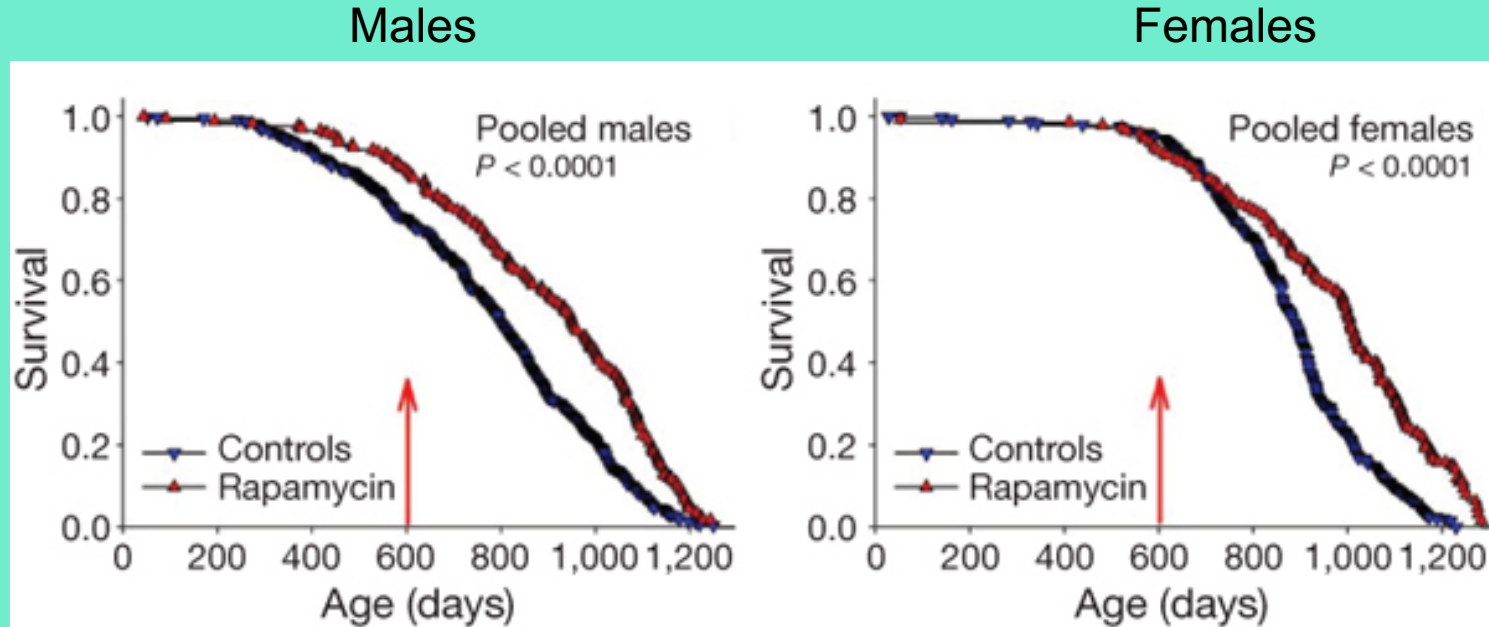 Males
Females
1.0
0.8
0.6
0.4
0.2
0.0
Survival
Pooled males
P < 0.0001
Controls
Rapamycin
0 200 400 600 800 1,000 1,200
Age (days)
1.0
0.8
0.6
0.4
0.2
0.0
Survival
Pooled females
P < 0.0001
Controls
Rapamycin
0 200 400 600 800 1,000 1,200
Age (days)